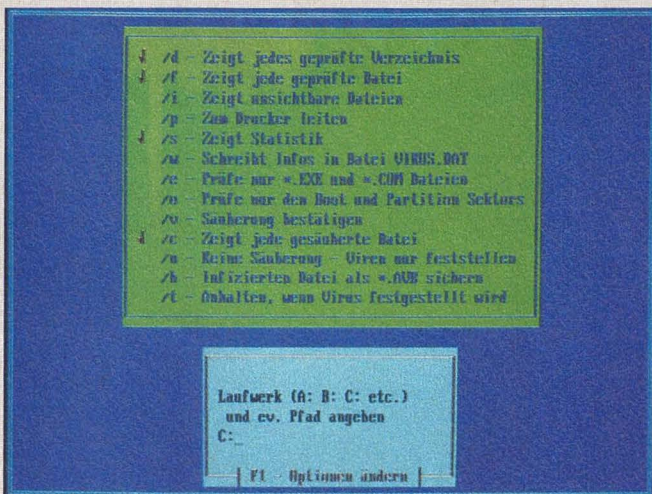 √ /d - Zeigt jedes geprüfte Verzeichnis
√ /f - Zeigt jede geprüfte Datei
/i - Zeigt unsichtbare Dateien
/p - Zum Drucker leiten
√ /s - Zeigt Statistik
/w - Schreibt Infos in Datei VIRUS.DAT
/e - Prüfe nur *.EXE und *.COM Dateien
- Prüfe nur den Boot und Partition Sektors
/v - Säuberung bestätigen
√ /c - Zeigt jede gesäuberte Datei
/n - Keine Säuberung - Viren nur feststellen
- Infizierten Datei als sichern
/t - Anhalten, wenn Virus festgestellt wird
Laufwerk (A: B: C: etc.)
und ev. Pfad angeben
C:_
F1 - Optionen ändern